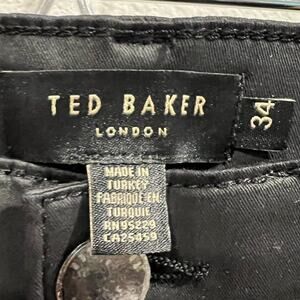 TED BAKER
LONDON
34
MADE IN
TURKEY
FABRIQUE EN
TURQUIE
RN95229
CA25459